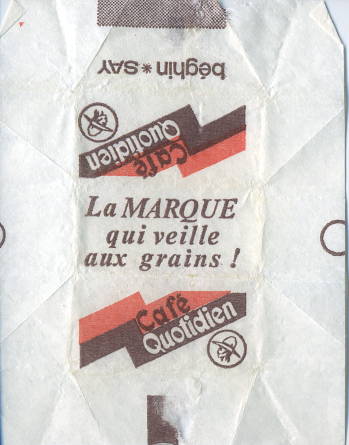 béghin * SAY
Café
Quotidien
La MARQUE
qui veille
aux grains !
Café
Quotidien